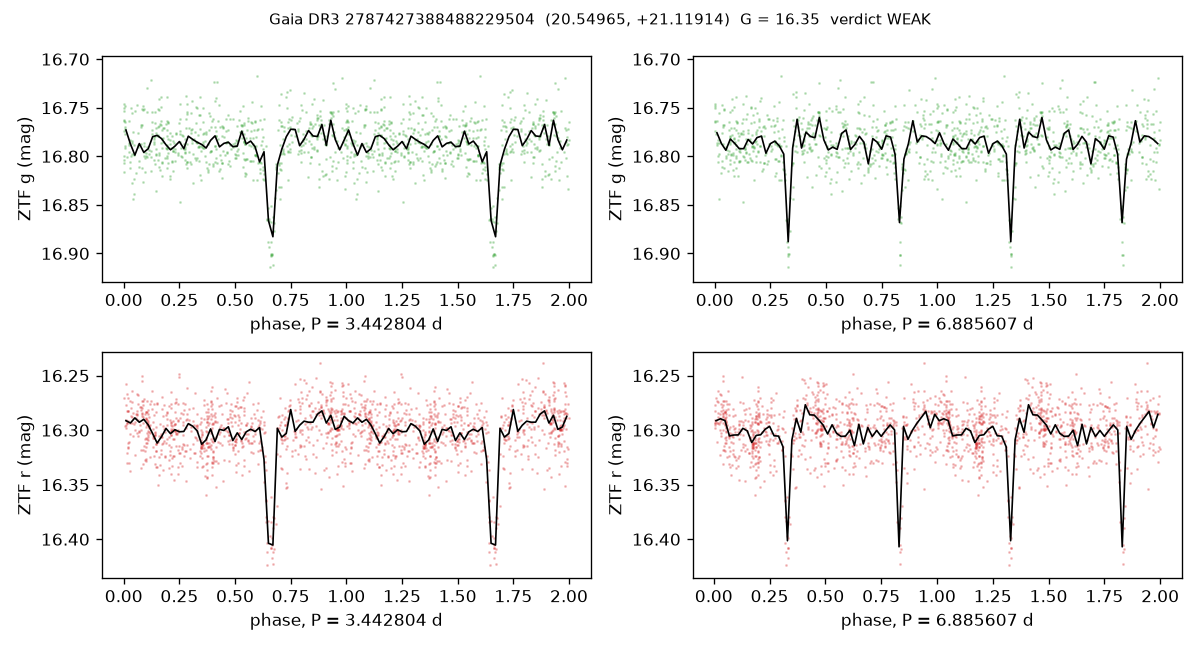 Gaia DR3 2787427388488229504  (20.54965, +21.11914)  G = 16.35  verdict WEAK
ZTF g (mag)
16.70
16.75
16.80
16.85
16.90
0.00 0.25 0.50 0.75 1.00 1.25 1.50 1.75 2.00
phase, P = 3.442804 d
ZTF g (mag)
16.70
16.75
16.80
16.85
16.90
0.00 0.25 0.50 0.75 1.00 1.25 1.50 1.75 2.00
phase, P = 6.885607 d
ZTF r (mag)
16.25
16.30
16.35
16.40
0.00 0.25 0.50 0.75 1.00 1.25 1.50 1.75 2.00
phase, P = 3.442804 d
ZTF r (mag)
16.25
16.30
16.35
16.40
0.00 0.25 0.50 0.75 1.00 1.25 1.50 1.75 2.00
phase, P = 6.885607 d